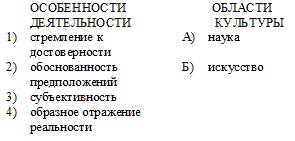 ОСОБЕННОСТИ ОБЛАСТИ
ДЕЯТЕЛЬНОСТИ КУЛЬТУРЫ
1) стремление к А) наука
достоверности
2) обоснованность Б) искусство
предположений
3) субъективность
4) образное отражение
реальности